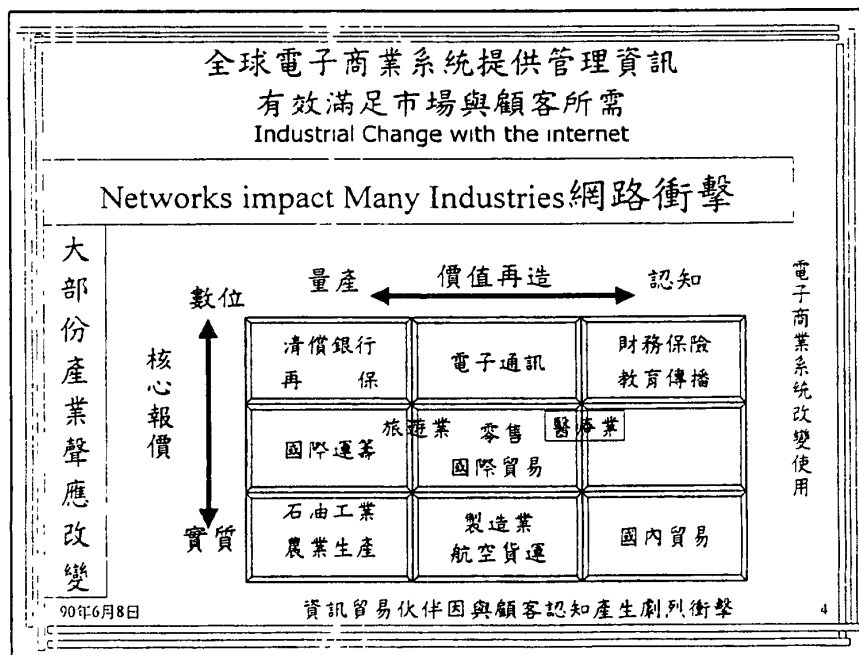 全球電子商業系統提供管理資訊
有效滿足市場與顧客所需
Industrial Change with the internet
Networks impact Many Industries網路衝擊
大部份產業聲應改變
電子商業系統改變使用
量產
價值再造
認知
數位
核心報價
實質
清償銀行
再 保
電子通訊
財務保險
教育傳播
旅遊業
國際運籌
零售
國際貿易
醫療業
石油工業
農業生產
製造業
航空貨運
國內貿易
90年6月8日
資訊貿易伙伴因與顧客認知產生劇列衝擊
4